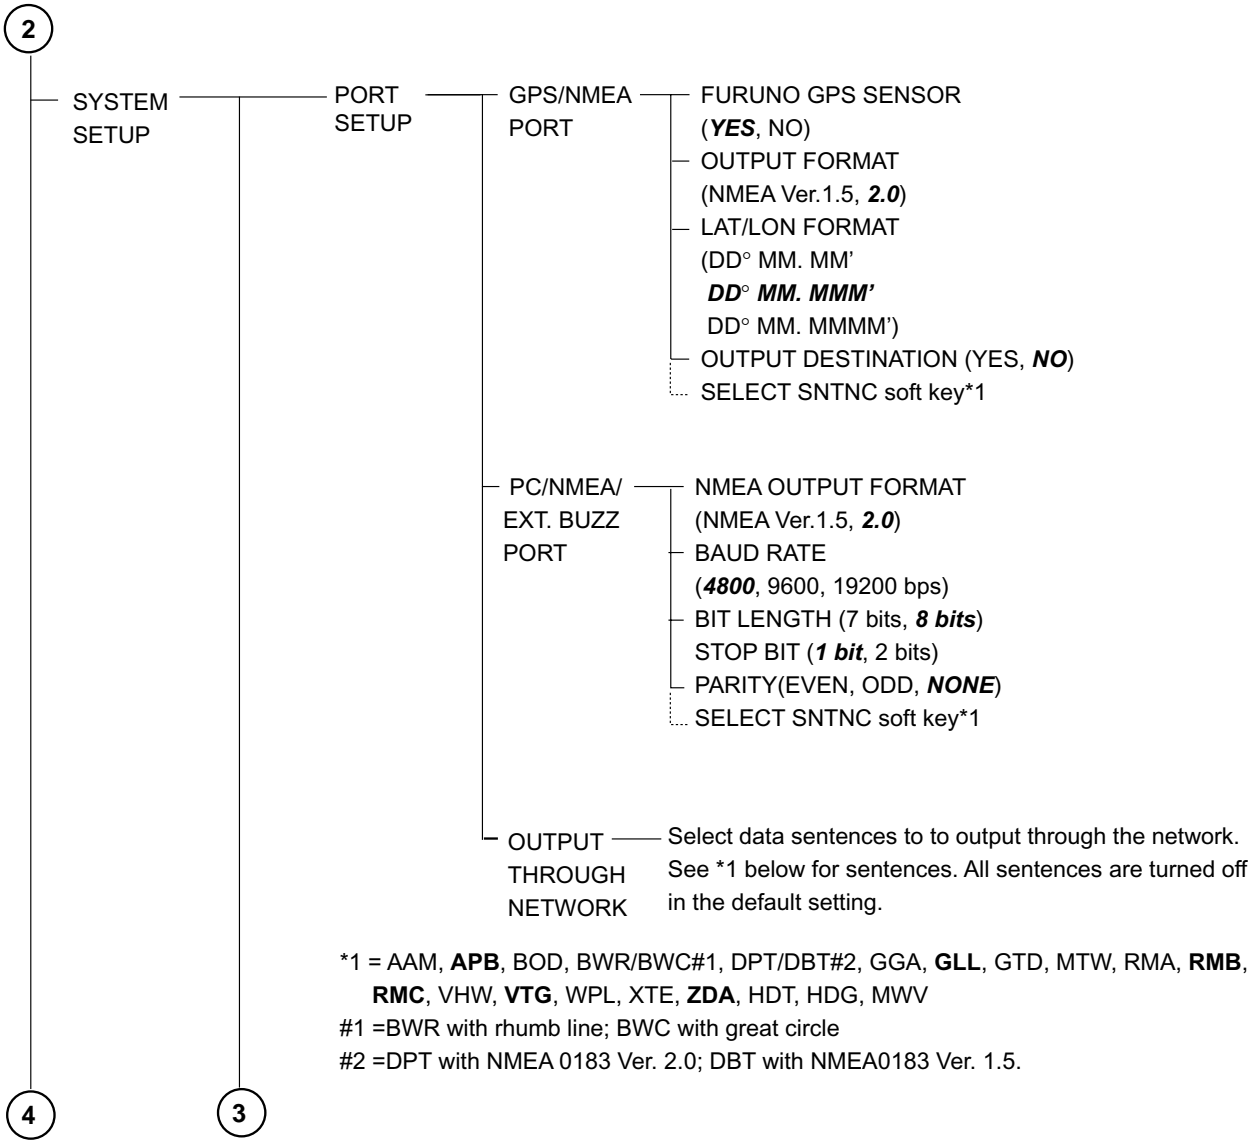 2
SYSTEM
SETUP
PORT
SETUP
GPS/NMEA
PORT
FURUNO GPS SENSOR
(YES, NO)
OUTPUT FORMAT
(NMEA Ver.1.5, 2.0)
LAT/LON FORMAT
(DD° MM. MM'
DD° MM. MMM'
DD° MM. MMMM')
OUTPUT DESTINATION (YES, NO)
SELECT SNTNC soft key*1
PC/NMEA/
EXT. BUZZ
PORT
NMEA OUTPUT FORMAT
(NMEA Ver.1.5, 2.0)
BAUD RATE
(4800, 9600, 19200 bps)
BIT LENGTH (7 bits, 8 bits)
STOP BIT (1 bit, 2 bits)
PARITY(EVEN, ODD, NONE)
SELECT SNTNC soft key*1
OUTPUT
THROUGH
NETWORK
Select data sentences to to output through the network.
See *1 below for sentences. All sentences are turned off
in the default setting.
*1 = AAM, APB, BOD, BWR/BWC#1, DPT/DBT#2, GGA, GLL, GTD, MTW, RMA, RMB,
RMC, VHW, VTG, WPL, XTE, ZDA, HDT, HDG, MWV
#1 =BWR with rhumb line; BWC with great circle
#2 =DPT with NMEA 0183 Ver. 2.0; DBT with NMEA0183 Ver. 1.5.
4
3